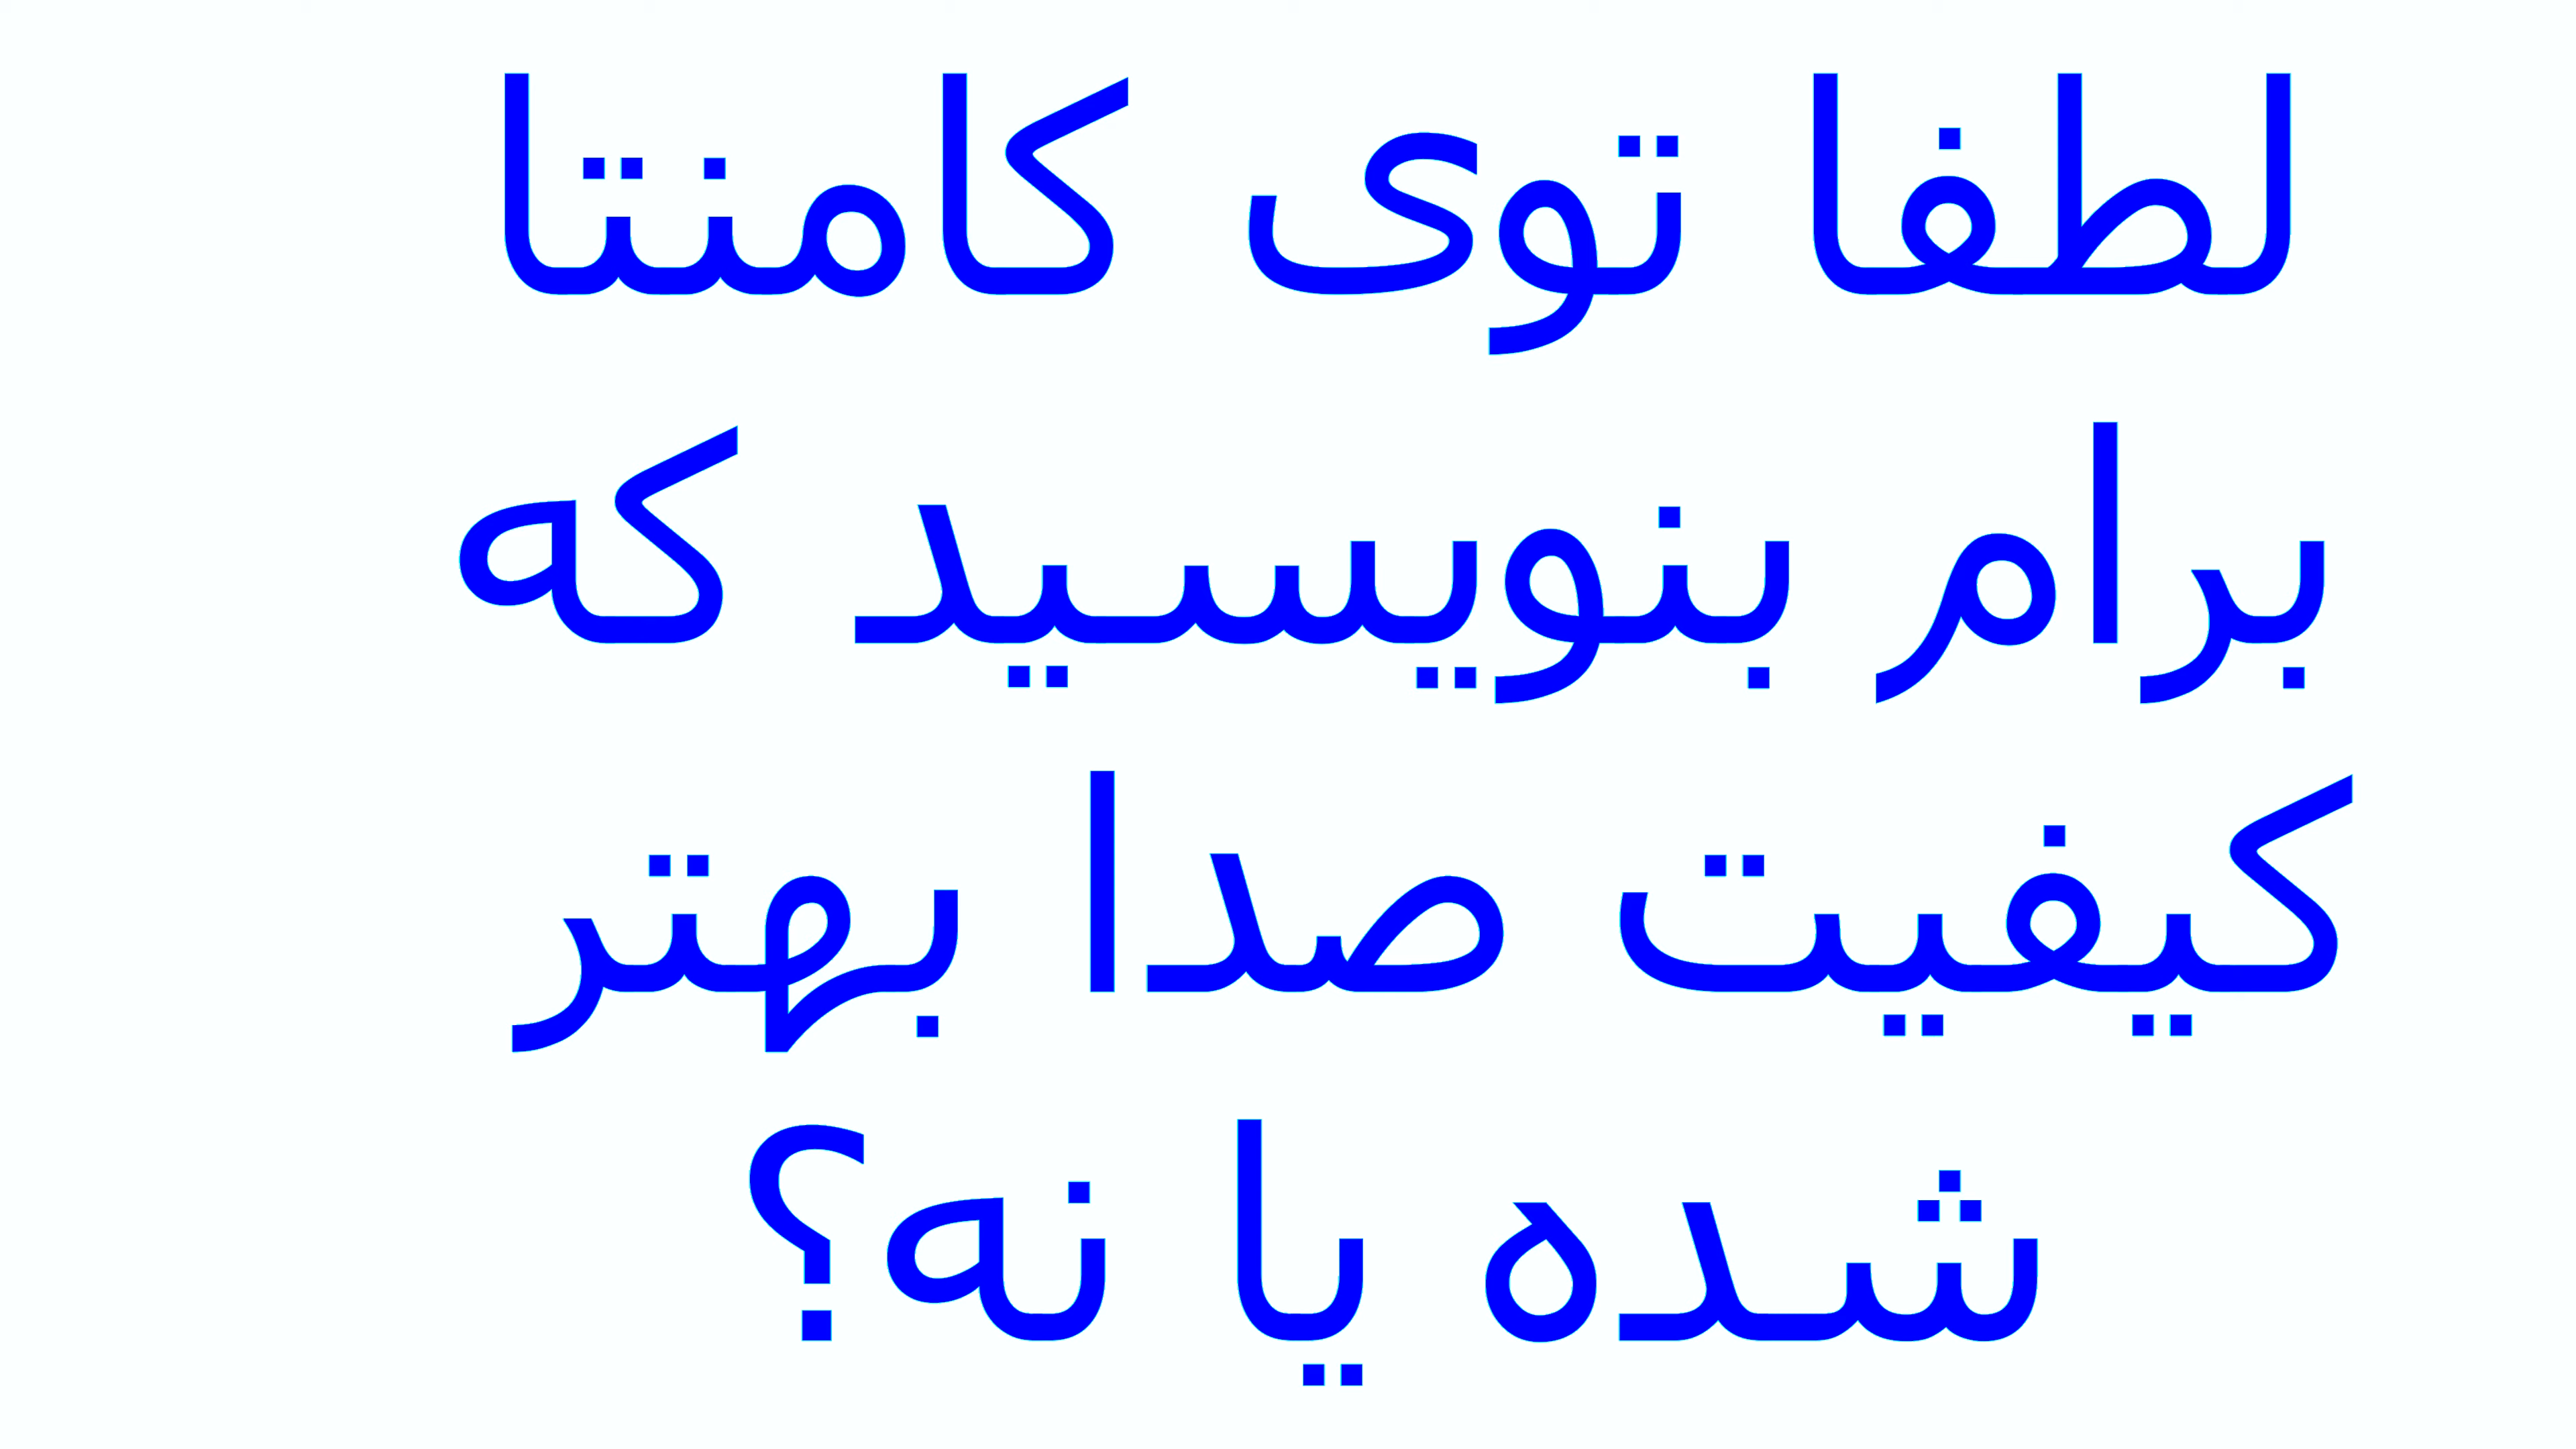 لطفا توی کامنتا
برام بنویسید که
کیفیت صدا بهتر
شده یا نه؟